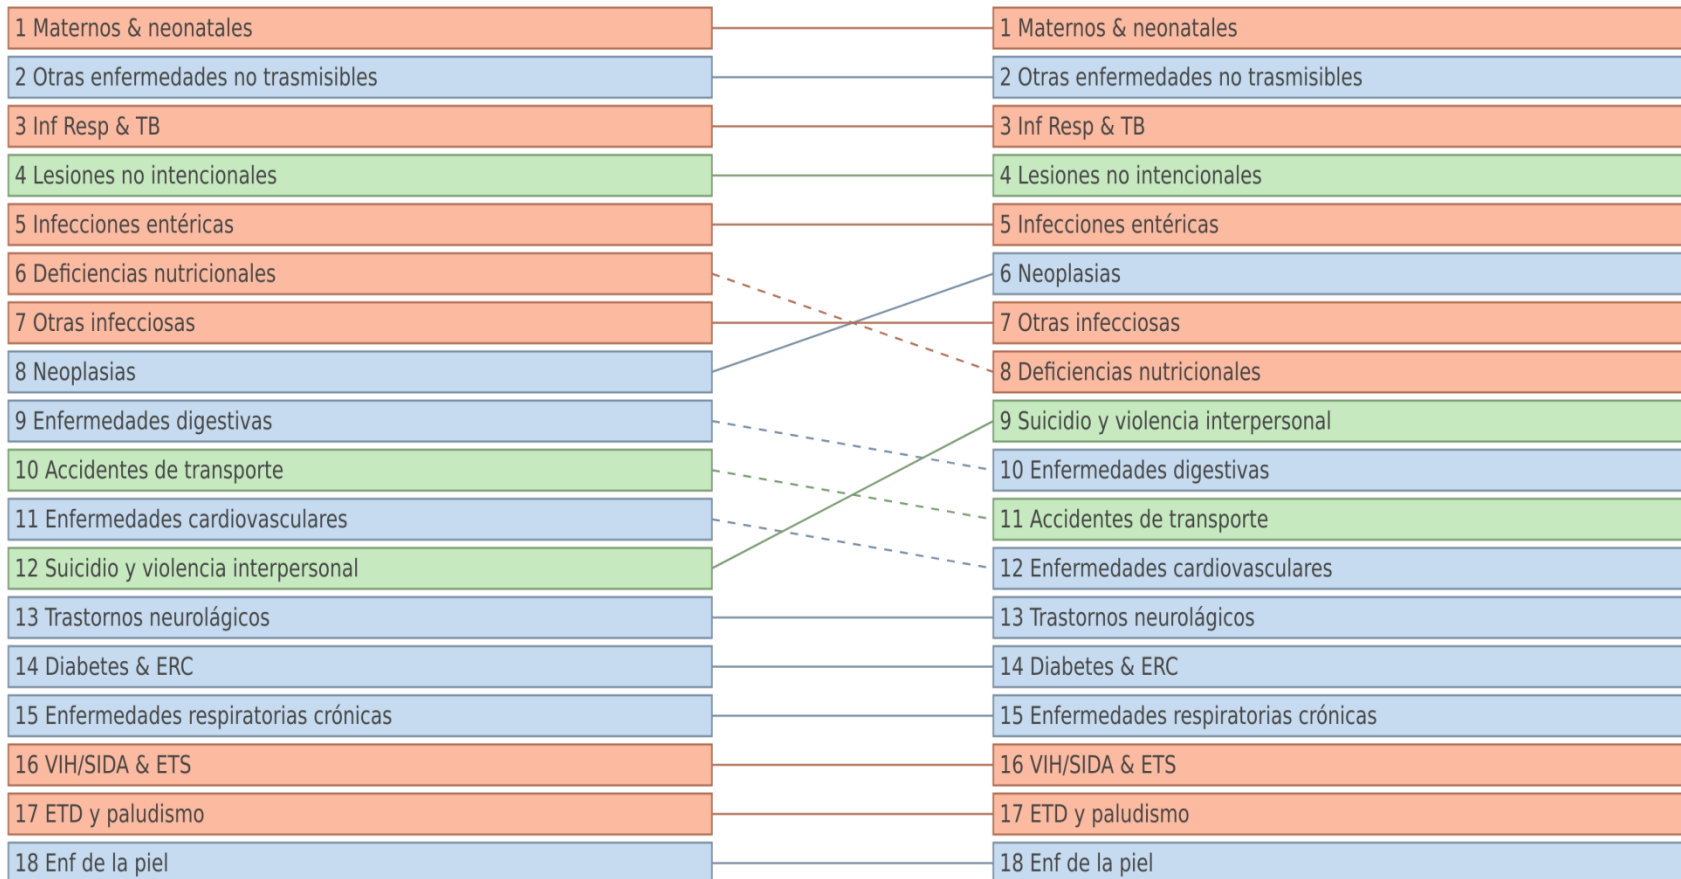 1 Maternos & neonatales
2 Otras enfermedades no trasmisibles
3 Inf Resp & TB
4 Lesiones no intencionales
5 Infecciones entéricas
6 Deficiencias nutricionales
7 Otras infecciosas
8 Neoplasias
9 Enfermedades digestivas
10 Accidentes de transporte
11 Enfermedades cardiovasculares
12 Suicidio y violencia interpersonal
13 Trastornos neurolágicos
14 Diabetes & ERC
15 Enfermedades respiratorias crónicas
16 VIH/SIDA & ETS
17 ETD y paludismo
18 Enf de la piel
1 Maternos & neonatales
2 Otras enfermedades no trasmisibles
3 Inf Resp & TB
4 Lesiones no intencionales
5 Infecciones entéricas
6 Neoplasias
7 Otras infecciosas
8 Deficiencias nutricionales
9 Suicidio y violencia interpersonal
10 Enfermedades digestivas
11 Accidentes de transporte
12 Enfermedades cardiovasculares
13 Trastornos neurolágicos
14 Diabetes & ERC
15 Enfermedades respiratorias crónicas
16 VIH/SIDA & ETS
17 ETD y paludismo
18 Enf de la piel